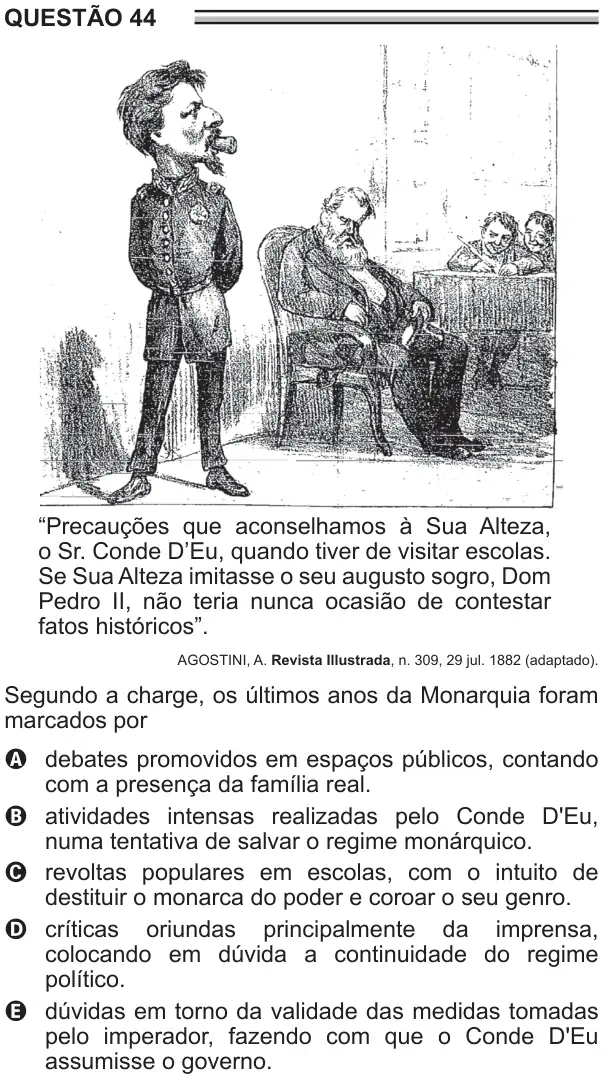 QUESTÃO 44
“Precauções que aconselhamos à Sua Alteza,
o Sr. Conde D’Eu, quando tiver de visitar escolas.
Se Sua Alteza imitasse o seu augusto sogro, Dom
Pedro II, não teria nunca ocasião de contestar
fatos históricos”.
AGOSTINI, A. Revista Illustrada, n. 309, 29 jul. 1882 (adaptado).
Segundo a charge, os últimos anos da Monarquia foram
marcados por
A debates promovidos em espaços públicos, contando
com a presença da família real.
B atividades intensas realizadas pelo Conde D'Eu,
numa tentativa de salvar o regime monárquico.
C revoltas populares em escolas, com o intuito de
destituir o monarca do poder e coroar o seu genro.
D críticas oriundas principalmente da imprensa,
colocando em dúvida a continuidade do regime
político.
E dúvidas em torno da validade das medidas tomadas
pelo imperador, fazendo com que o Conde D'Eu
assumisse o governo.